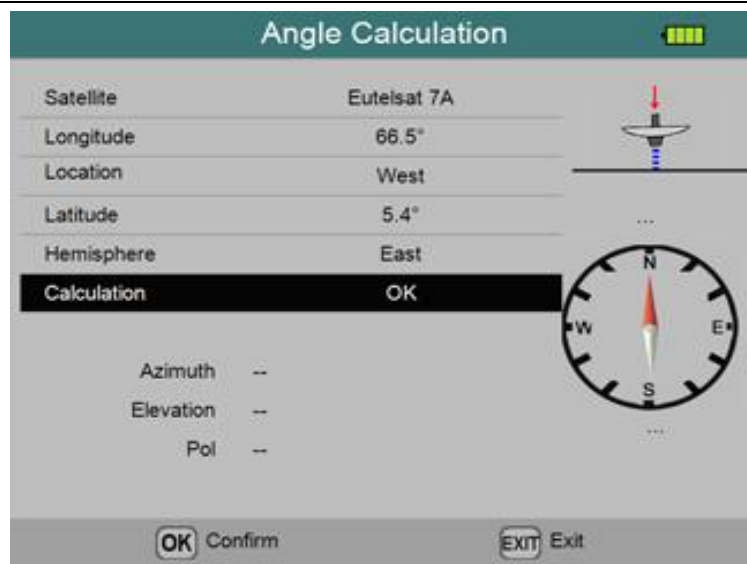 Angle Calculation
Satellite Eutelsat 7A
Longitude 66.5°
Location West
Latitude 5.4°
...
Hemisphere East
N
Calculation OK
W E
Azimuth --
S
Elevation --
...
Pol --
OK Confirm EXIT Exit